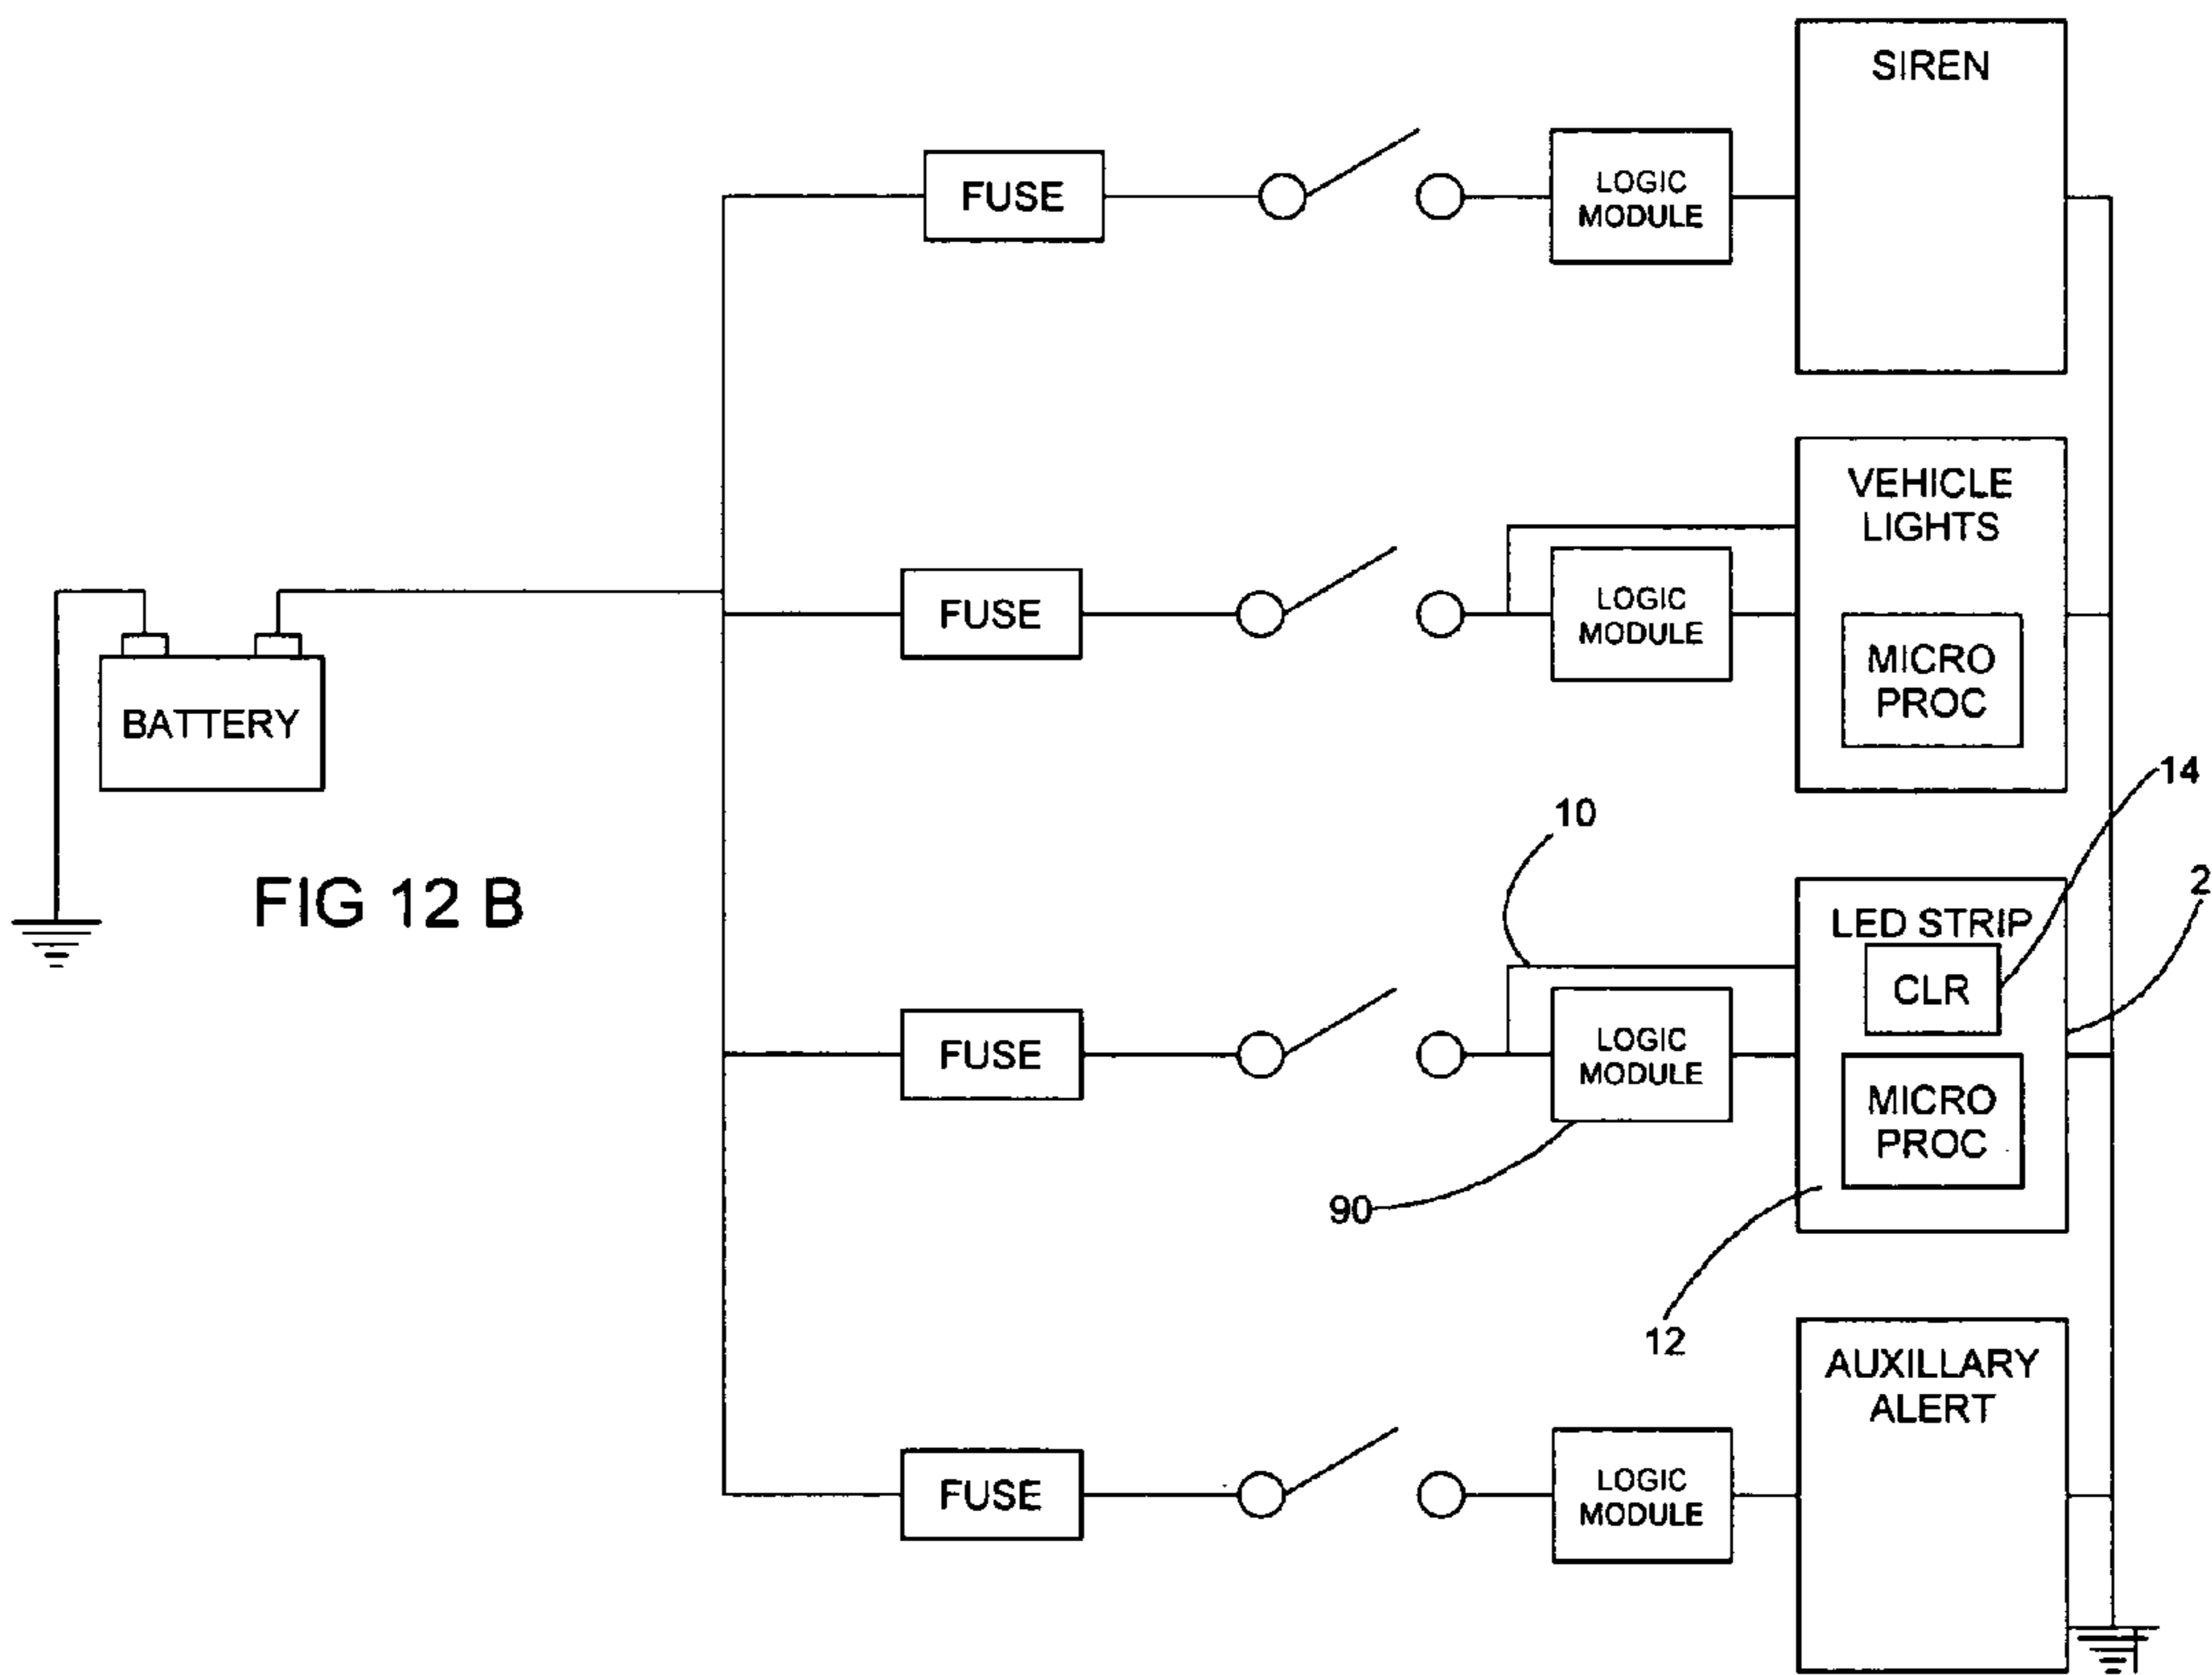 SIREN
FUSE
LOGIC
MODULE
VEHICLE
LIGHTS
FUSE
LOGIC
MODULE
MICRO
PROC
BATTERY
14
10
2
FIG 12 B
LED STRIP
CLR
FUSE
LOGIC
MODULE
MICRO
PROC
90
12
AUXILLARY
ALERT
FUSE
LOGIC
MODULE